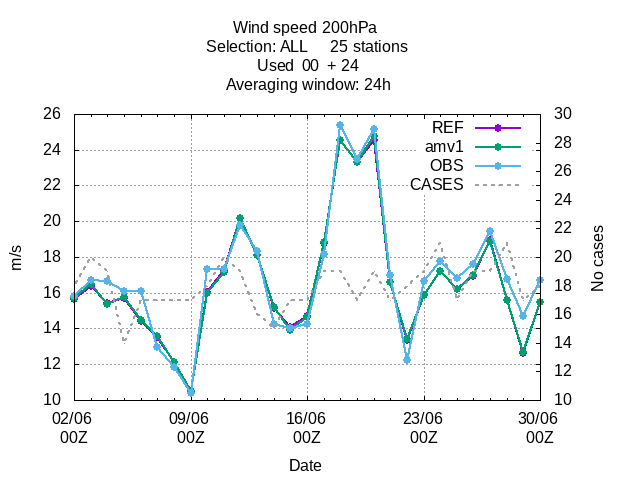 Wind speed 200hPa
Selection: ALL     25 stations
Used  00  + 24
Averaging window: 24h
26 30
REF 28
24 amv1 26
OBS
22 CASES 24
20 22
20
m/s 18 18 No cases
16 16
14 14
12 12
10 10
02/06 09/06 16/06 23/06 30/06
00Z 00Z 00Z 00Z 00Z
Date